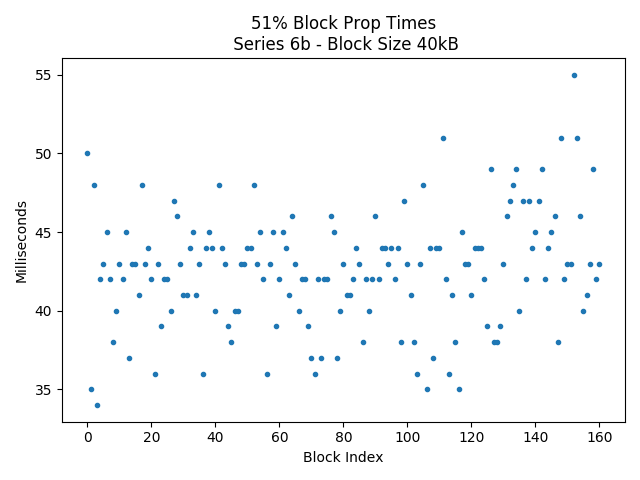 51% Block Prop Times
Series 6b - Block Size 40kB
55
50
45
40
35
Milliseconds
0 20 40 60 80 100 120 140 160
Block Index